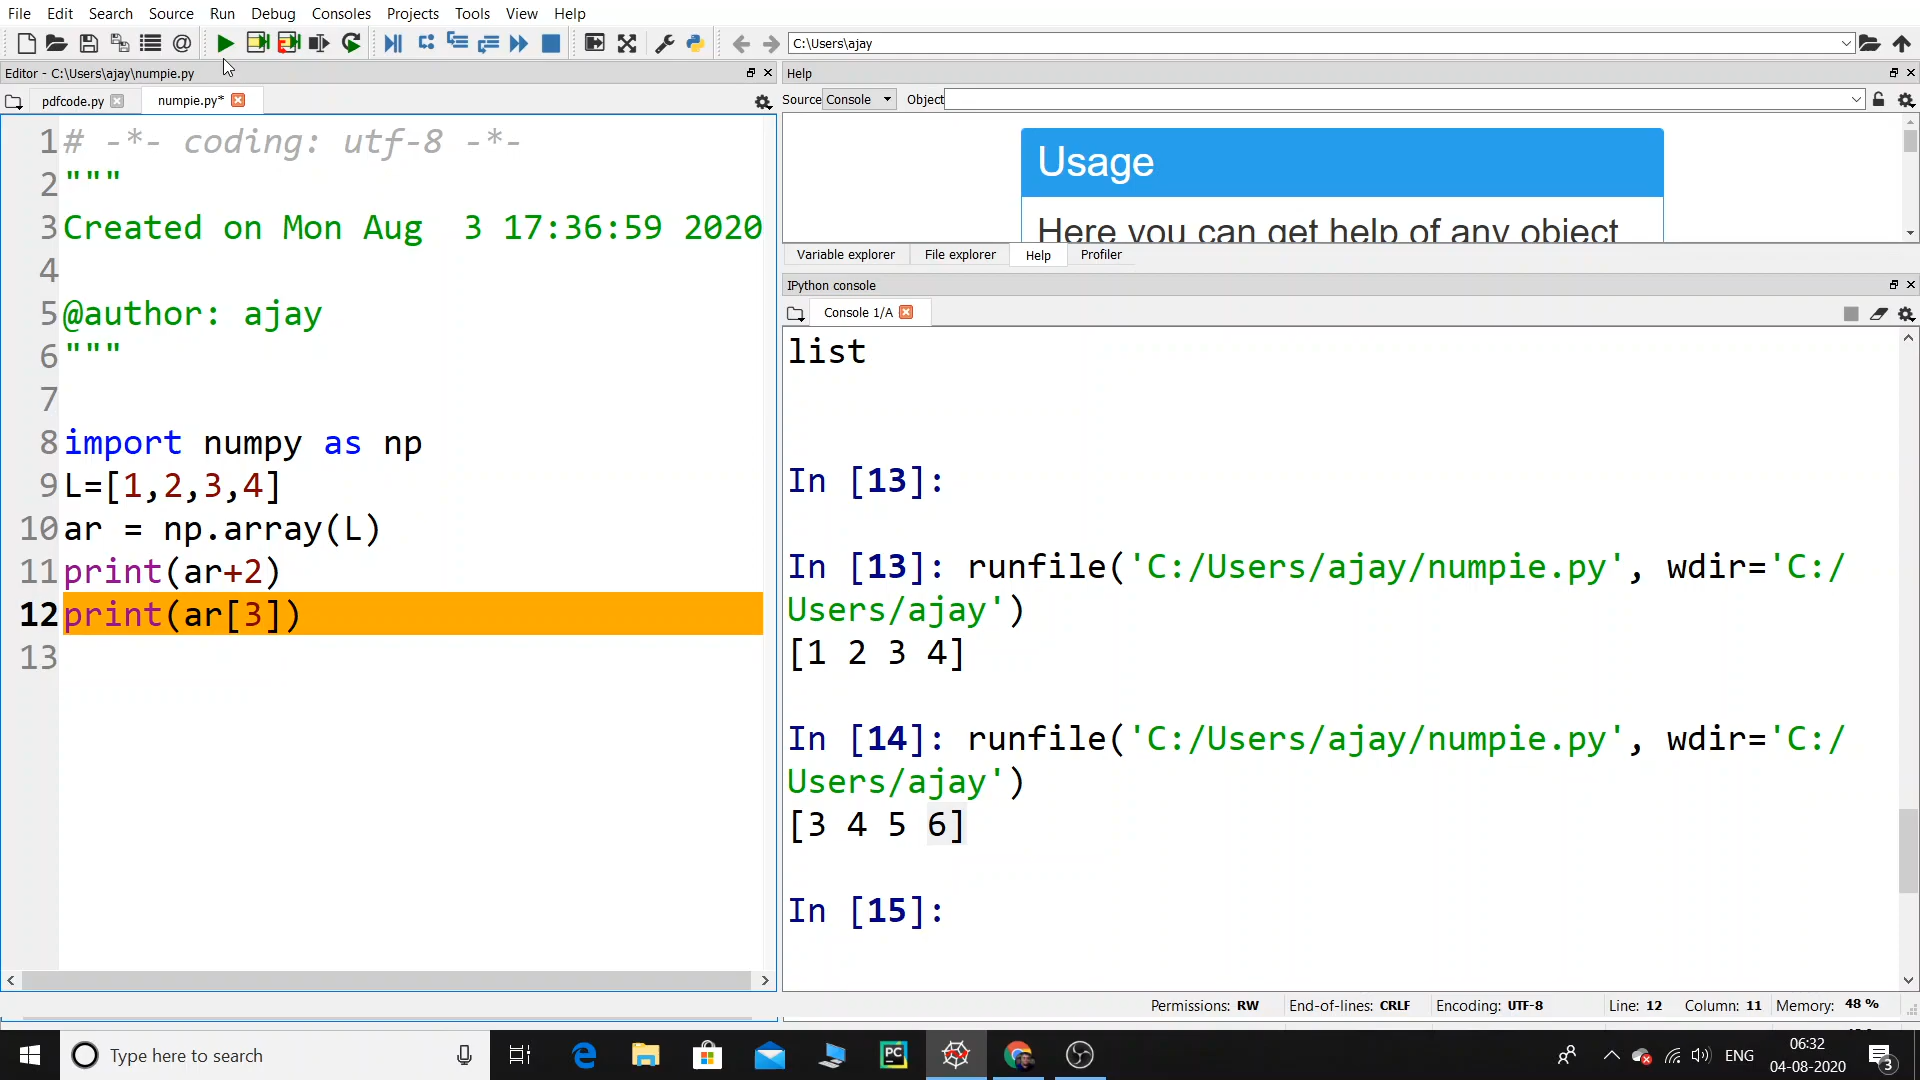 File Edit Search Source Run Debug Consoles Projects Tools View Help
C:\Users\ajay
Editor - C:\Users\ajay\numpie.py
Help
pdfcode.py numpie.py*
Source Console Object
1 # -*- coding: utf-8 -*-
2 """
3 Created on Mon Aug  3 17:36:59 2020
4
5 @author: ajay
6 """
7
8 import numpy as np
9 L=[1,2,3,4]
10 ar = np.array(L)
11 print(ar+2)
12 print(ar[3])
13
Usage
Here you can get help of any object
Variable explorer File explorer Help Profiler
IPython console
Console 1/A
list
In [13]:
In [13]: runfile('C:/Users/ajay/numpie.py', wdir='C:/
Users/ajay')
[1 2 3 4]
In [14]: runfile('C:/Users/ajay/numpie.py', wdir='C:/
Users/ajay')
[3 4 5 6]
In [15]:
Permissions: RW End-of-lines: CRLF Encoding: UTF-8 Line: 12 Column: 11 Memory: 48 %
Type here to search
PC
ENG
06:32
04-08-2020
3